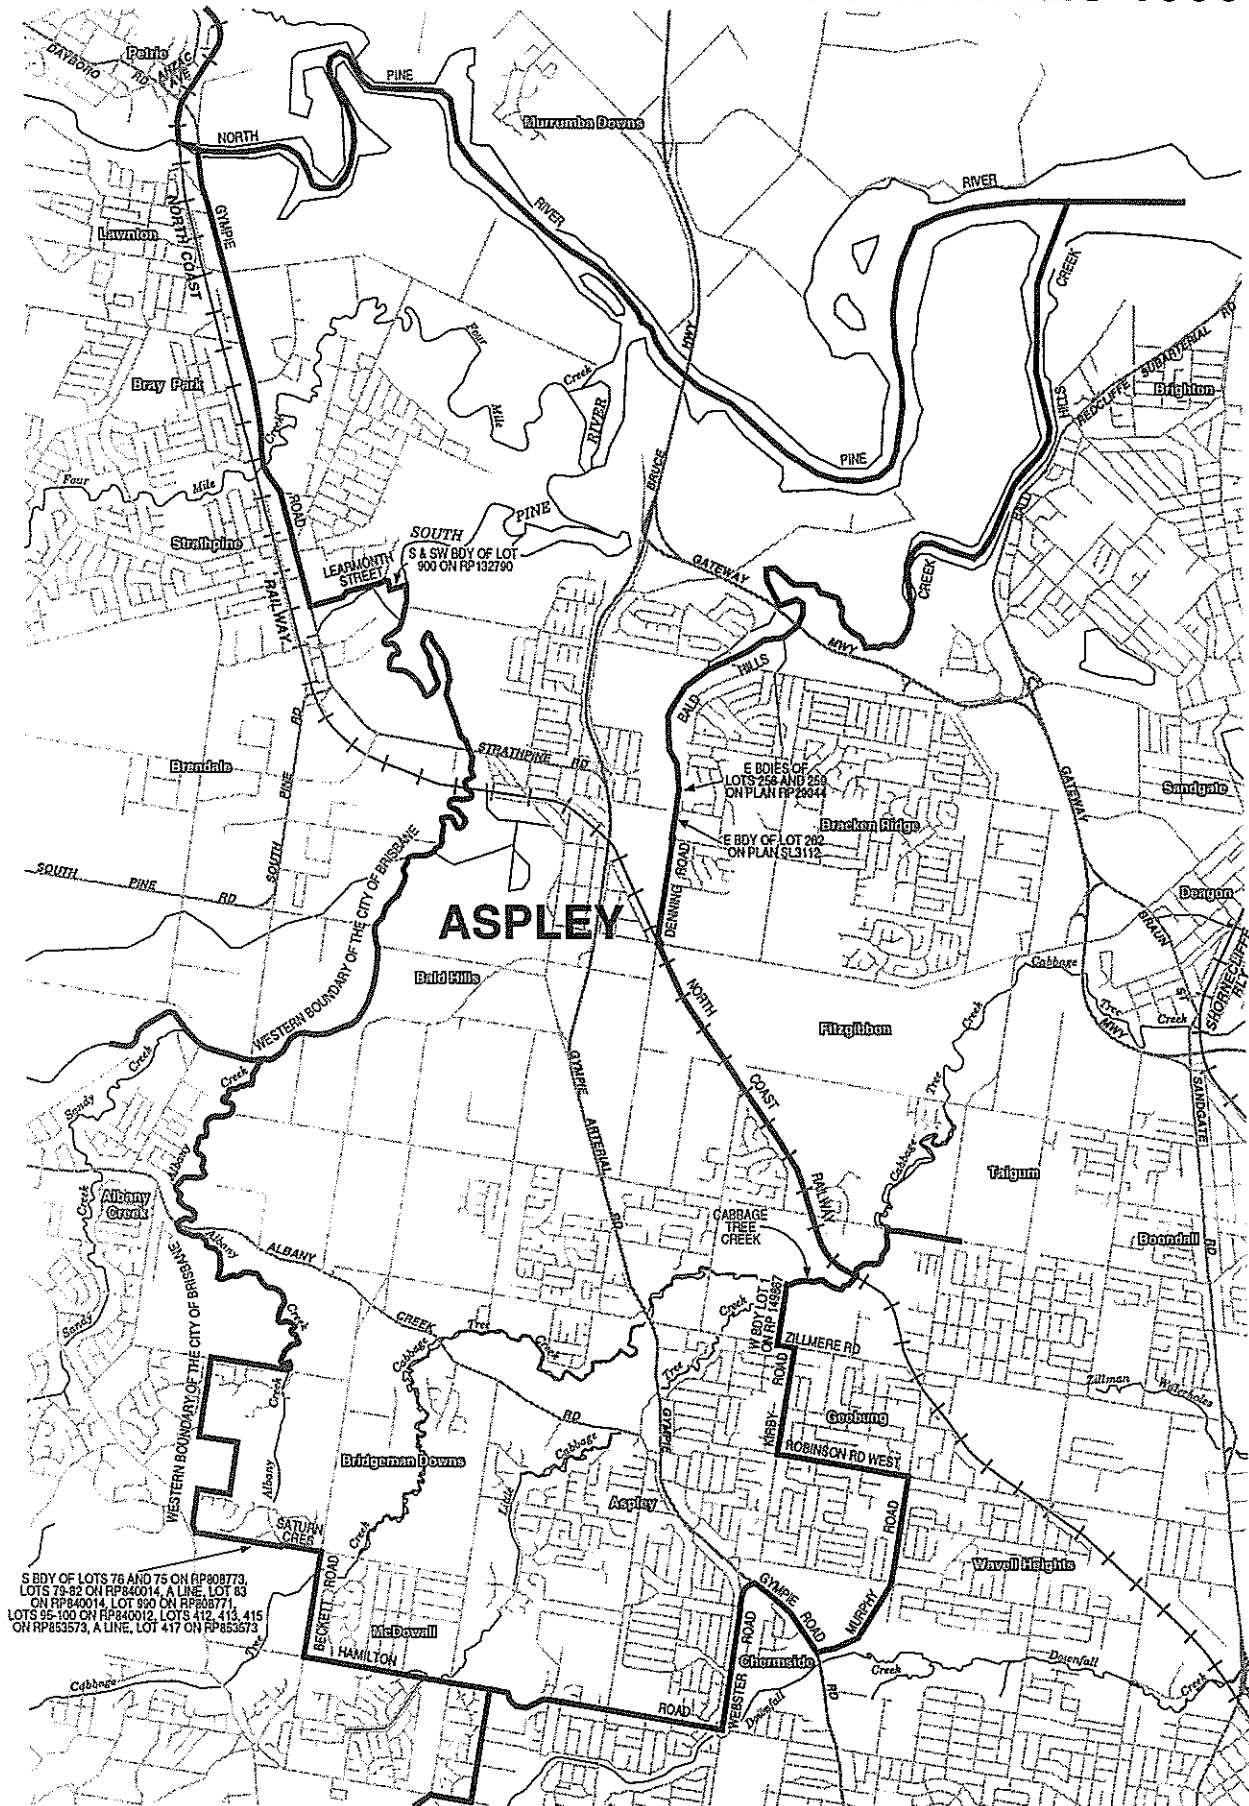 Petrie
DAYBORO
RD
ANZAC
AVE
PINE
Murrumba Downs
NORTH
RIVER
RIVER
GYMPIE
NORTH COAST
Lawnton
CREEK
HWY
Four
Mile
Creek
RIVER
Bray Park
REDCLIFFE SUBARTERIAL RD
HILLS
Brighton
Creek
PINE
BRUCE
Four
Mile
ROAD
BALD
PINE
SOUTH
Strathpine
S & SW BDY OF LOT
900 ON RP132790
LEARMONTH
STREET
GATEWAY
CREEK
RAILWAY
MWY
HILLS
BALD
RD
STRATHPINE RD
Brendale
PINE
E BDIES OF
LOTS 258 AND 259
ON PLAN RP29344
GATEWAY
Sandgate
Bracken Ridge
E BDY OF LOT 262
ON PLAN SL3112
SOUTH PINE RD
SOUTH
DENNING (ROAD)
Deagon
ASPLEY
BRAUN
ST
WESTERN BOUNDARY OF THE CITY OF BRISBANE
Bald Hills
NORTH
Cabbage
Tree
Creek
MWY
SHORNECLIFFE
RLY
Creek
Fitzgibbon
GYMPIE
Creek
Creek
COAST
Tree
SANDGATE
Sandy
ARTERIAL
Cabbage
Albany
Taigum
Albany
Creek
Creek
RAILWAY
CABBAGE
TREE
CREEK
RD
Albany
ALBANY
Boondall
RD
WESTERN BOUNDARY OF THE CITY OF BRISBANE
Creek
W BDY LOT 1
ON RP 149867
Sandy
CREEK
Tree
Creek
Creek
ZILLMERE RD
Cabbage
Tree
Creek
ROAD
Zillman
Waterholes
RD
GYMPIE
KIRBY
Geebung
Cabbage
Bridgeman Downs
ROBINSON RD WEST
Albany
Little
Aspley
ROAD
SATURN
CRES
Creek
Wavell Heights
S BDY OF LOTS 76 AND 75 ON RP808773,
LOTS 79-82 ON RP840014, A LINE, LOT 83
ON RP840014, LOT 990 ON RP808771,
LOTS 95-100 ON RP840012, LOTS 412, 413, 415
ON RP853573, A LINE, LOT 417 ON RP853573
GYMPIE
ROAD
MURPHY
BECKETT ROAD
McDowall
ROAD
Tree
HAMILTON
Chermside
Creek
Downfall
Creek
Cabbage
ROAD
WEBSTER
Downfall
RD